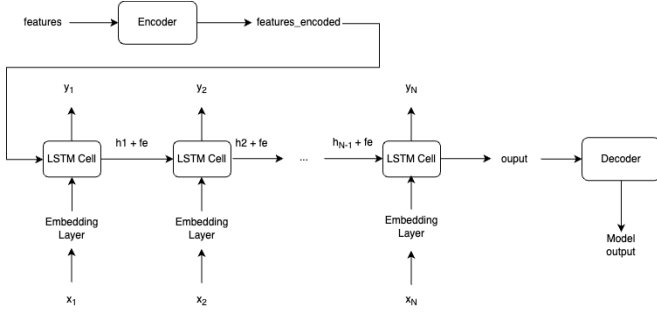 features
Encoder
features_encoded
y1
y2
yN
h1 + fe
h2 + fe
hN-1 + fe
LSTM Cell
LSTM Cell
...
LSTM Cell
ouput
Decoder
Embedding
Layer
Embedding
Layer
Embedding
Layer
Model
output
x1
x2
xN